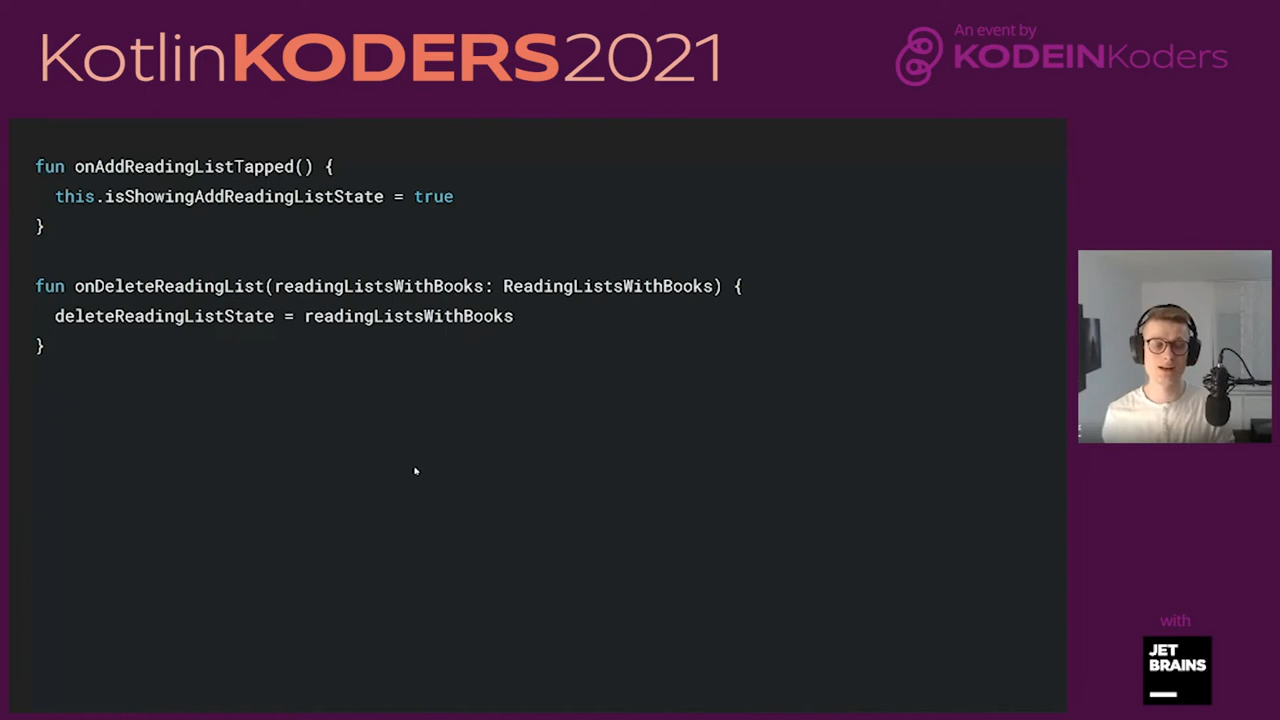 KotlinKODERS2021
An event by
KODEINKoders
fun onAddReadingListTapped() {
  this.isShowingAddReadingListState = true
}
fun onDeleteReadingList(readingListsWithBooks: ReadingListsWithBooks) {
  deleteReadingListState = readingListsWithBooks
}
with
JET
BRAINS